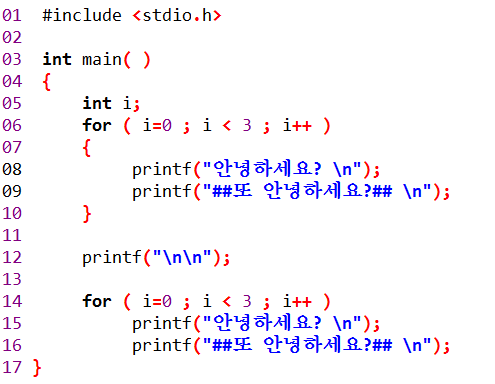 01 #include <stdio.h>
02
03 int main( )
04 {
05 int i;
06 for ( i=0 ; i < 3 ; i++ )
07 {
08 printf("안녕하세요? \n");
09 printf("##또 안녕하세요?## \n");
10 }
11
12 printf("\n\n");
13
14 for ( i=0 ; i < 3 ; i++ )
15 printf("안녕하세요? \n");
16 printf("##또 안녕하세요?## \n");
17 }